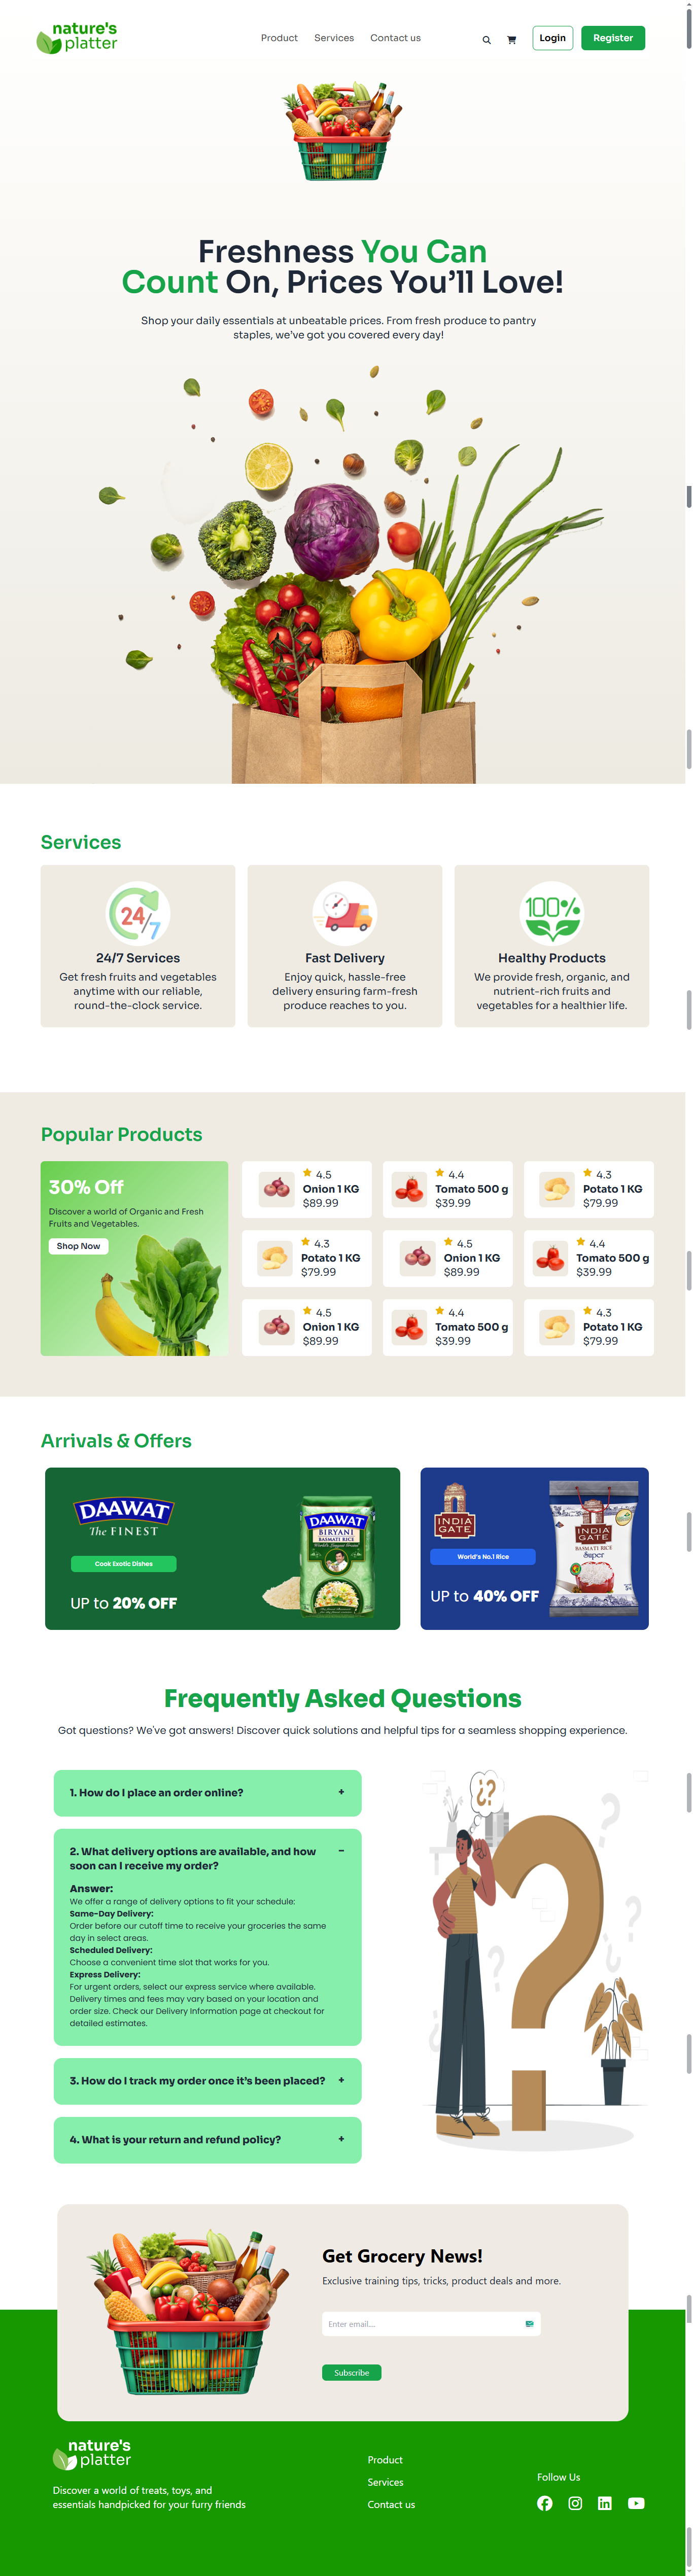 nature's
platter
Product Services Contact us
Login Register
Freshness You Can
Count On, Prices You'll Love!
Shop your daily essentials at unbeatable prices. From fresh produce to pantry
staples, we've got you covered every day!
Services
24/7
24/7 Services
Get fresh fruits and vegetables
anytime with our reliable,
round-the-clock service.
Fast Delivery
Enjoy quick, hassle-free
delivery ensuring farm-fresh
produce reaches to you.
100%
Healthy Products
We provide fresh, organic, and
nutrient-rich fruits and
vegetables for a healthier life.
Popular Products
30% Off
Discover a world of Organic and Fresh
Fruits and Vegetables.
Shop Now
4.5
Onion 1 KG
$89.99
4.4
Tomato 500 g
$39.99
4.3
Potato 1 KG
$79.99
4.3
Potato 1 KG
$79.99
4.5
Onion 1 KG
$89.99
4.4
Tomato 500 g
$39.99
4.5
Onion 1 KG
$89.99
4.4
Tomato 500 g
$39.99
4.3
Potato 1 KG
$79.99
Arrivals & Offers
DAAWAT
The FINEST
Cook Exotic Dishes
UP to 20% OFF
DAAWAT
BIRYANI
BASMATI RICE
INDIA
GATE
World's No.1 Rice
UP to 40% OFF
INDIA
GATE
BASMATI RICE
Super
Frequently Asked Questions
Got questions? We've got answers! Discover quick solutions and helpful tips for a seamless shopping experience.
1. How do I place an order online? +
2. What delivery options are available, and how −
soon can I receive my order?
Answer:
We offer a range of delivery options to fit your schedule:
Same-Day Delivery:
Order before our cutoff time to receive your groceries the same
day in select areas.
Scheduled Delivery:
Choose a convenient time slot that works for you.
Express Delivery:
For urgent orders, select our express service where available.
Delivery times and fees may vary based on your location and
order size. Check our Delivery Information page at checkout for
detailed estimates.
3. How do I track my order once it's been placed? +
4. What is your return and refund policy? +
¿?
?
Get Grocery News!
Exclusive training tips, tricks, product deals and more.
Enter email....
Subscribe
nature's
platter
Discover a world of treats, toys, and
essentials handpicked for your furry friends
Product
Services
Contact us
Follow Us